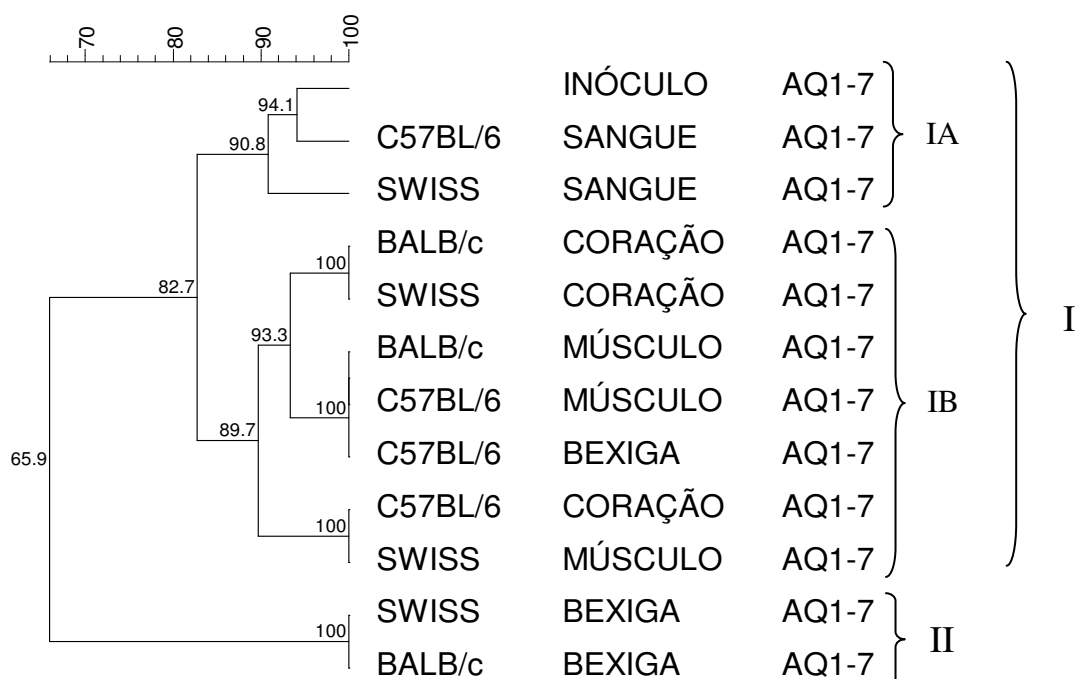 70 80 90 100
INÓCULO AQ1-7
94.1
C57BL/6 SANGUE AQ1-7 IA
90.8
SWISS SANGUE AQ1-7
BALB/c CORAÇÃO AQ1-7
100
82.7
SWISS CORAÇÃO AQ1-7
I
93.3
BALB/c MÚSCULO AQ1-7
C57BL/6 MÚSCULO AQ1-7 IB
100
89.7
C57BL/6 BEXIGA AQ1-7
65.9
C57BL/6 CORAÇÃO AQ1-7
100
SWISS MÚSCULO AQ1-7
SWISS BEXIGA AQ1-7
100
II
BALB/c BEXIGA AQ1-7